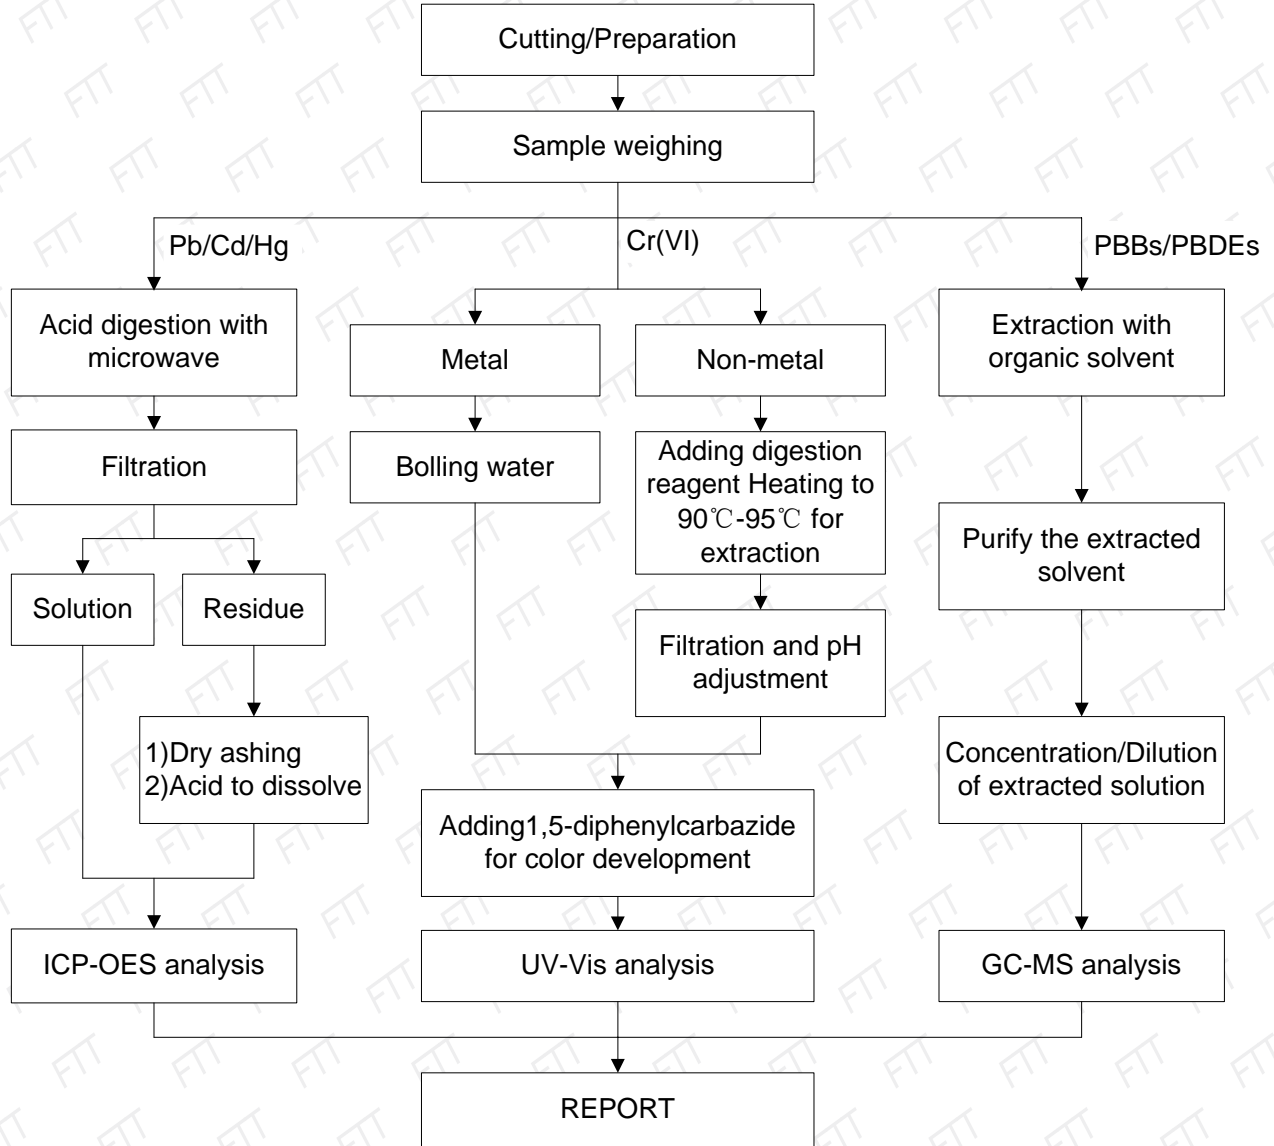 Cutting/Preparation
Sample weighing
Pb/Cd/Hg
Cr(VI)
PBBs/PBDEs
Acid digestion with
microwave
Metal
Non-metal
Extraction with
organic solvent
Filtration
Bolling water
Adding digestion
reagent Heating to
90℃-95℃ for
extraction
Purify the extracted
solvent
Solution
Residue
Filtration and pH
adjustment
1)Dry ashing
2)Acid to dissolve
Concentration/Dilution
of extracted solution
Adding1,5-diphenylcarbazide
for color development
ICP-OES analysis
UV-Vis analysis
GC-MS analysis
REPORT